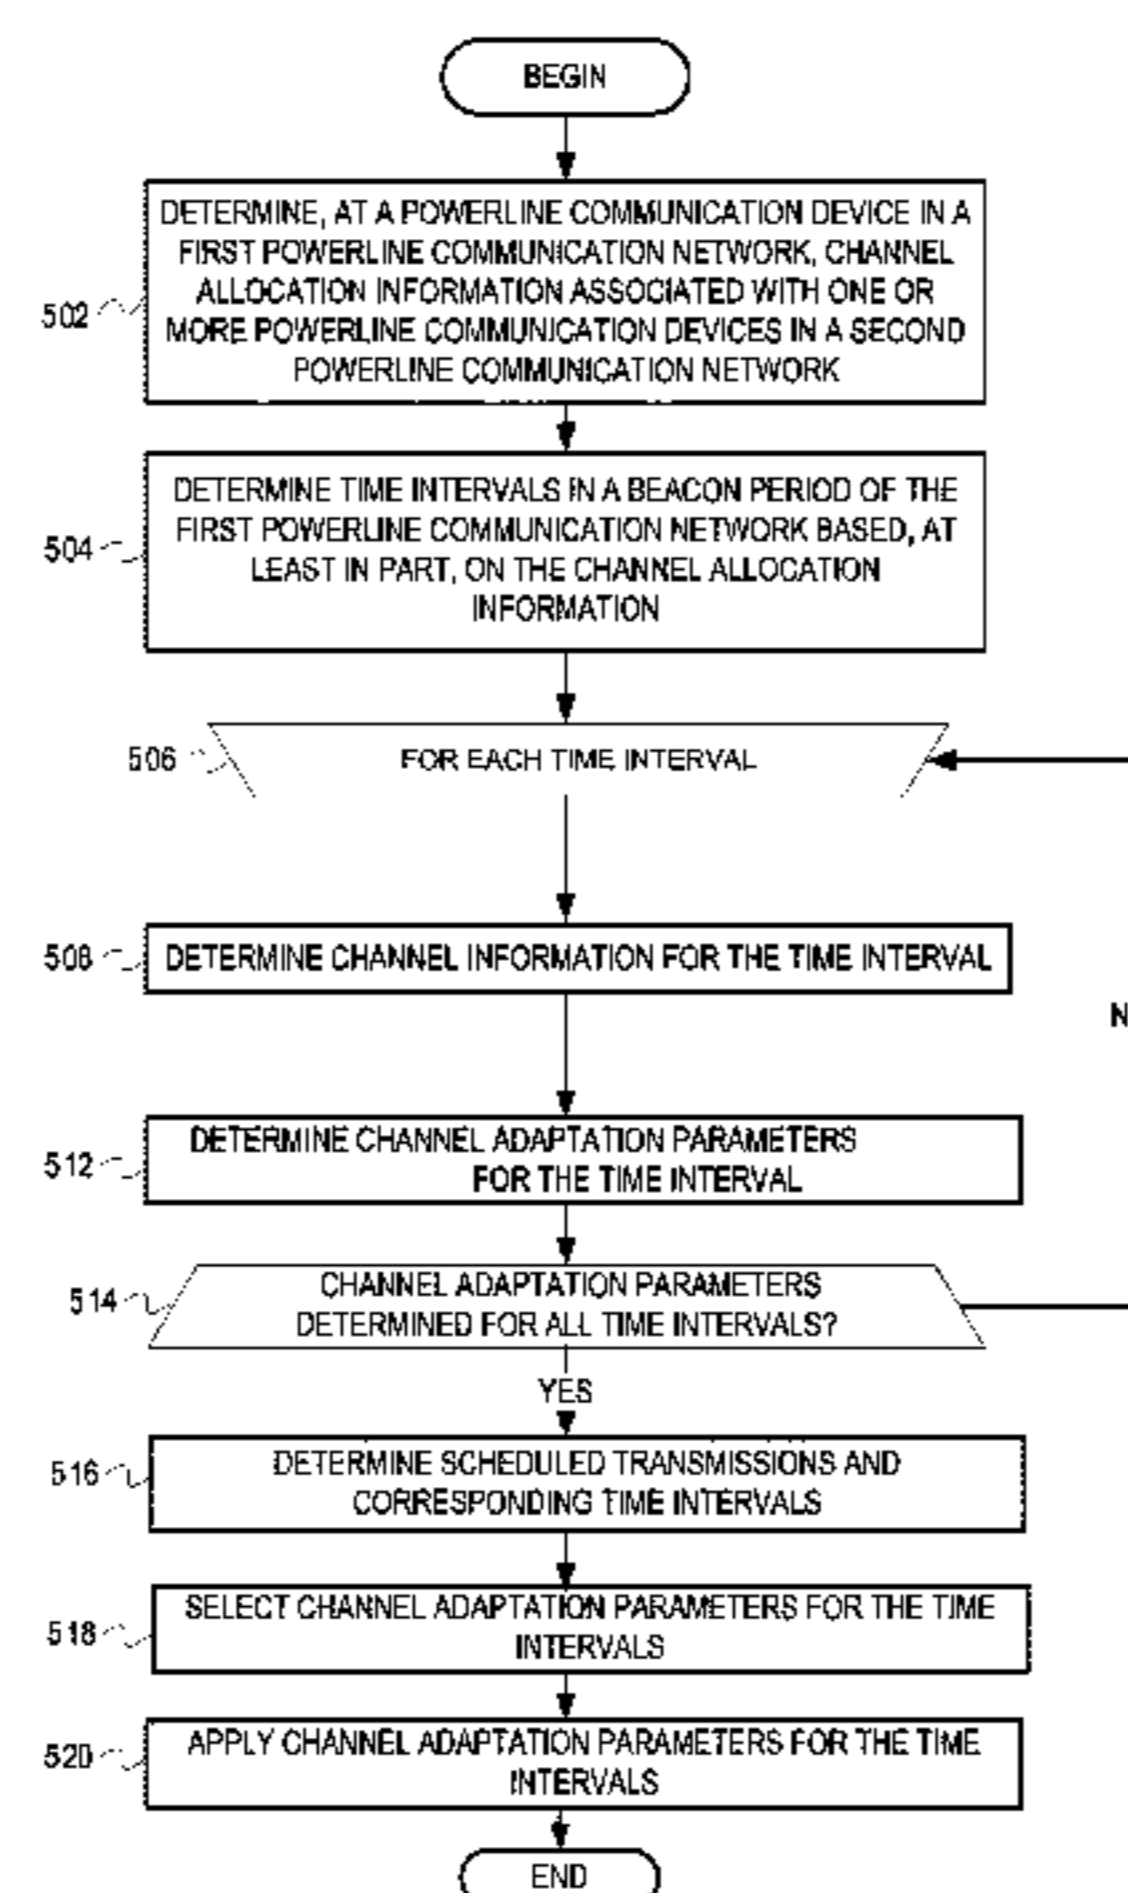 BEGIN
502
DETERMINE, AT A POWERLINE COMMUNICATION DEVICE IN A
FIRST POWERLINE COMMUNICATION NETWORK, CHANNEL
ALLOCATION INFORMATION ASSOCIATED WITH ONE OR
MORE POWERLINE COMMUNICATION DEVICES IN A SECOND
POWERLINE COMMUNICATION NETWORK
504
DETERMINE TIME INTERVALS IN A BEACON PERIOD OF THE
FIRST POWERLINE COMMUNICATION NETWORK BASED, AT
LEAST IN PART, ON THE CHANNEL ALLOCATION
INFORMATION
506
FOR EACH TIME INTERVAL
508
DETERMINE CHANNEL INFORMATION FOR THE TIME INTERVAL
N
512
DETERMINE CHANNEL ADAPTATION PARAMETERS
FOR THE TIME INTERVAL
514
CHANNEL ADAPTATION PARAMETERS
DETERMINED FOR ALL TIME INTERVALS?
YES
516
DETERMINE SCHEDULED TRANSMISSIONS AND
CORRESPONDING TIME INTERVALS
518
SELECT CHANNEL ADAPTATION PARAMETERS FOR THE TIME
INTERVALS
520
APPLY CHANNEL ADAPTATION PARAMETERS FOR THE TIME
INTERVALS
END